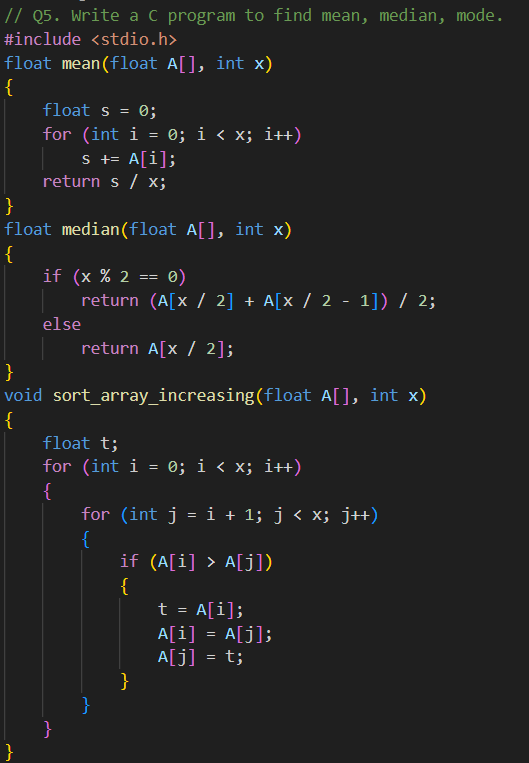 // Q5. Write a C program to find mean, median, mode.
#include <stdio.h>
float mean(float A[], int x)
{
    float s = 0;
    for (int i = 0; i < x; i++)
        s += A[i];
    return s / x;
}
float median(float A[], int x)
{
    if (x % 2 == 0)
        return (A[x / 2] + A[x / 2 - 1]) / 2;
    else
        return A[x / 2];
}
void sort_array_increasing(float A[], int x)
{
    float t;
    for (int i = 0; i < x; i++)
    {
        for (int j = i + 1; j < x; j++)
        {
            if (A[i] > A[j])
            {
                t = A[i];
                A[i] = A[j];
                A[j] = t;
            }
        }
    }
}